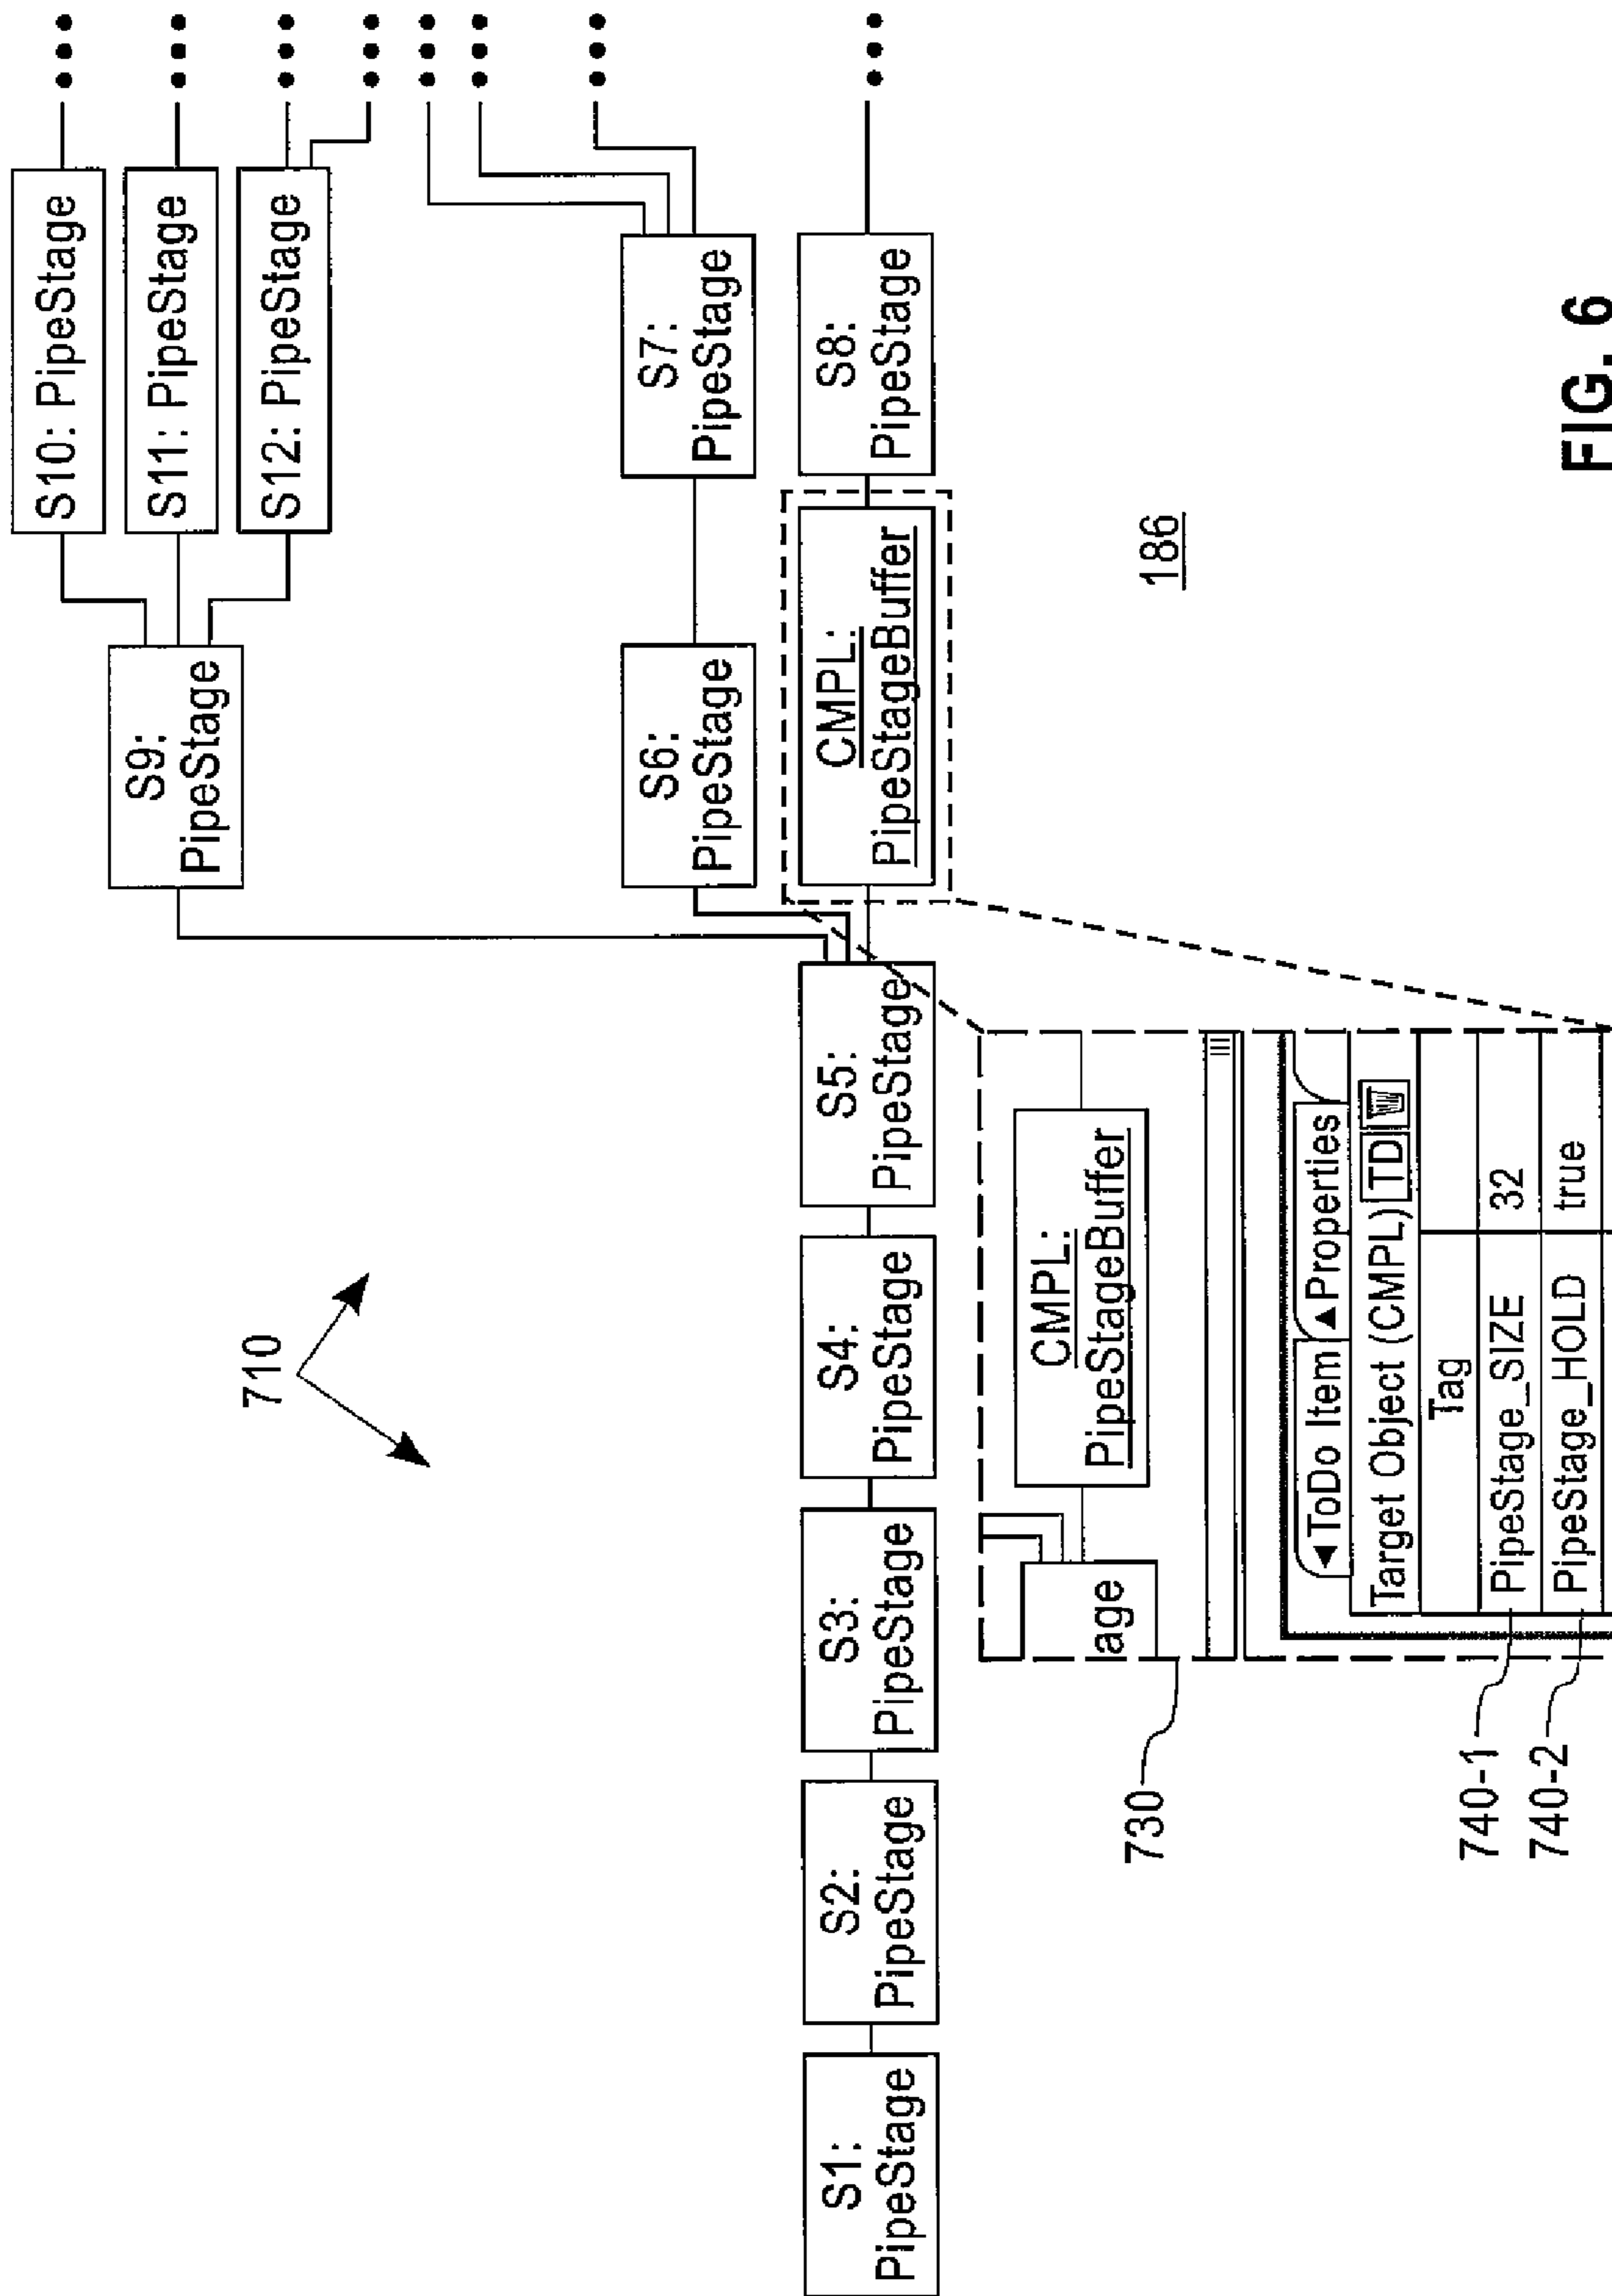 710
S10: PipeStage
S11: PipeStage
S12: PipeStage
S9:
PipeStage
S6:
PipeStage
S7:
PipeStage
S1:
PipeStage
S2:
PipeStage
S3:
PipeStage
S4:
PipeStage
S5:
PipeStage
CMPL:
PipeStageBuffer
S8:
PipeStage
730
age
CMPL:
PipeStageBuffer
186
ToDo Item
Properties
Target Object (CMPL) TD
Tag
740-1
PipeStage_SIZE 32
740-2
PipeStage_HOLD true
FIG. 6